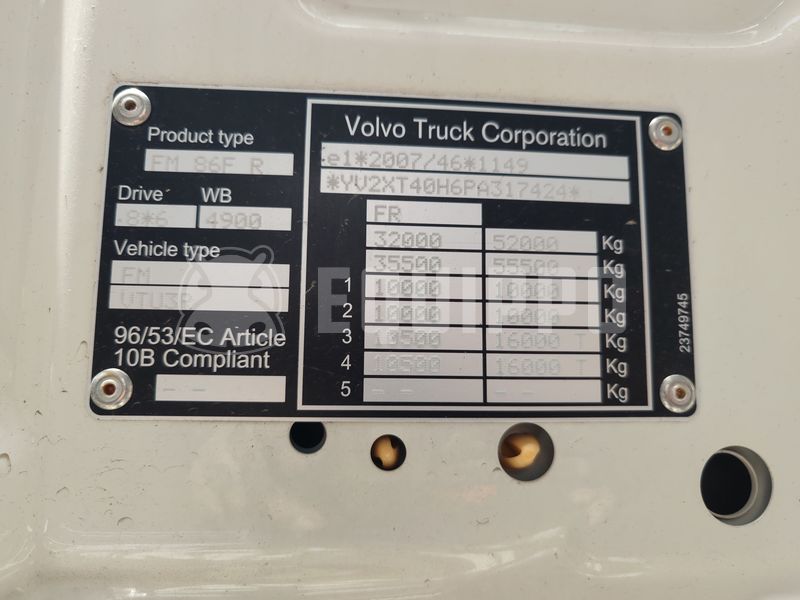 Product type
FM 86F R
Drive WB
8*6 4900
Vehicle type
FM
VTU3R
96/53/EC Article
10B Compliant
-- --
Volvo Truck Corporation
e1*2007/46*1149
*YV2XT40H6PA317424*
FR
32000 52000 Kg
35500 55500 Kg
1 10000 10000 Kg
2 10000 10000 Kg
3 10500 16000 T Kg
4 10500 16000 T Kg
5 -- -- -- -- Kg
23749745
EQUIPPO